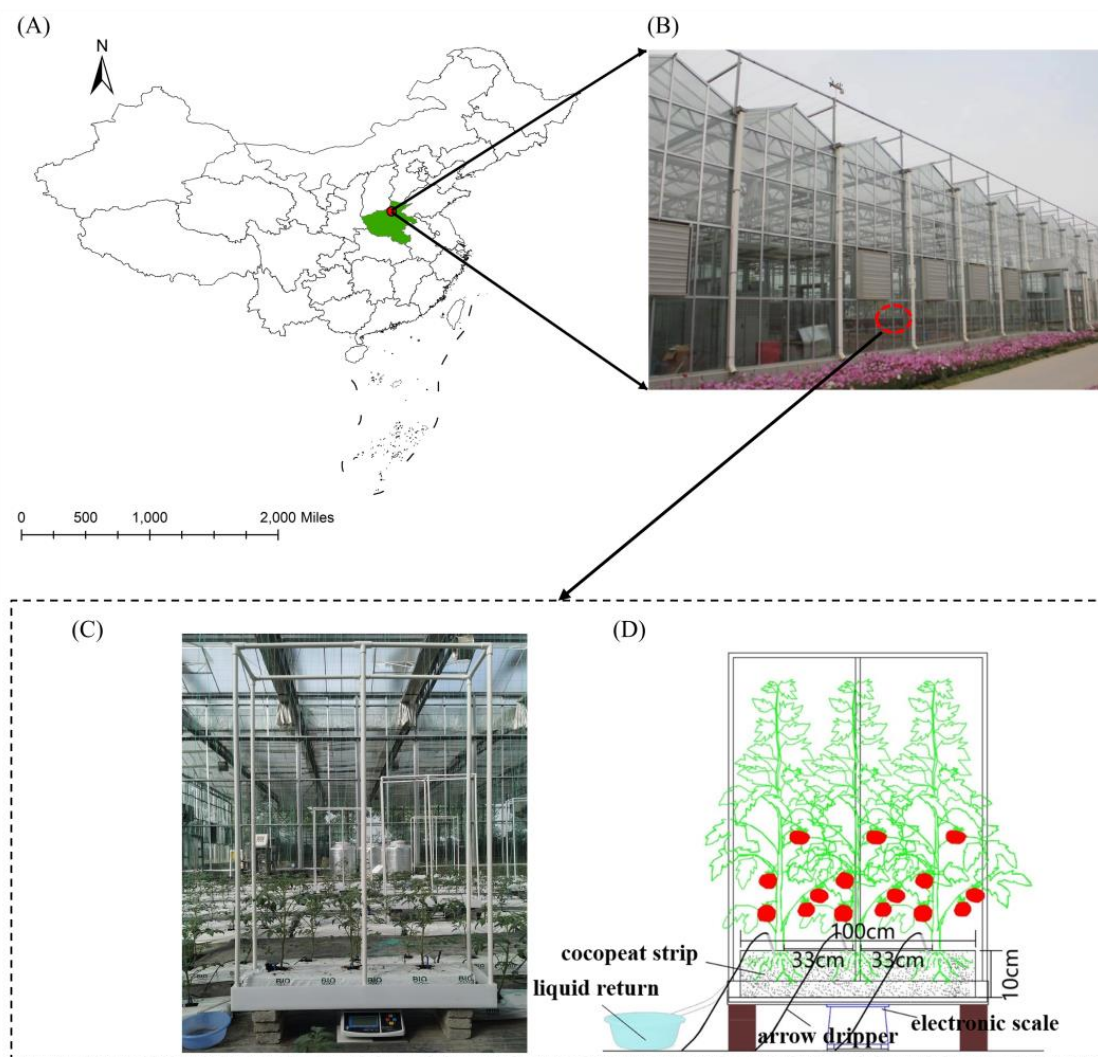 (A)
(B)
N
0 500 1,000 2,000 Miles
(C)
(D)
BIO
100cm
33cm 33cm
10cm
cocopeat strip
liquid return
arrow dripper
electronic scale